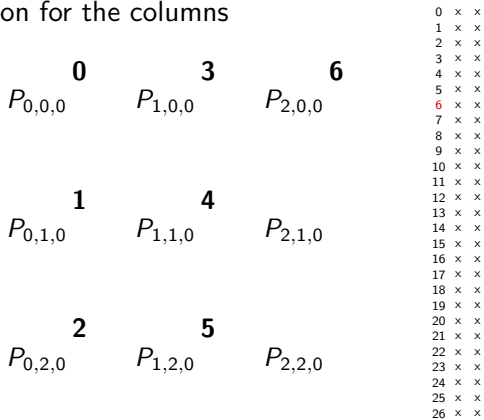 on for the columns
0 3 6
P0,0,0 P1,0,0 P2,0,0
1 4
P0,1,0 P1,1,0 P2,1,0
2 5
P0,2,0 P1,2,0 P2,2,0
0 x x
1 x x
2 x x
3 x x
4 x x
5 x x
6 x x
7 x x
8 x x
9 x x
10 x x
11 x x
12 x x
13 x x
14 x x
15 x x
16 x x
17 x x
18 x x
19 x x
20 x x
21 x x
22 x x
23 x x
24 x x
25 x x
26 x x